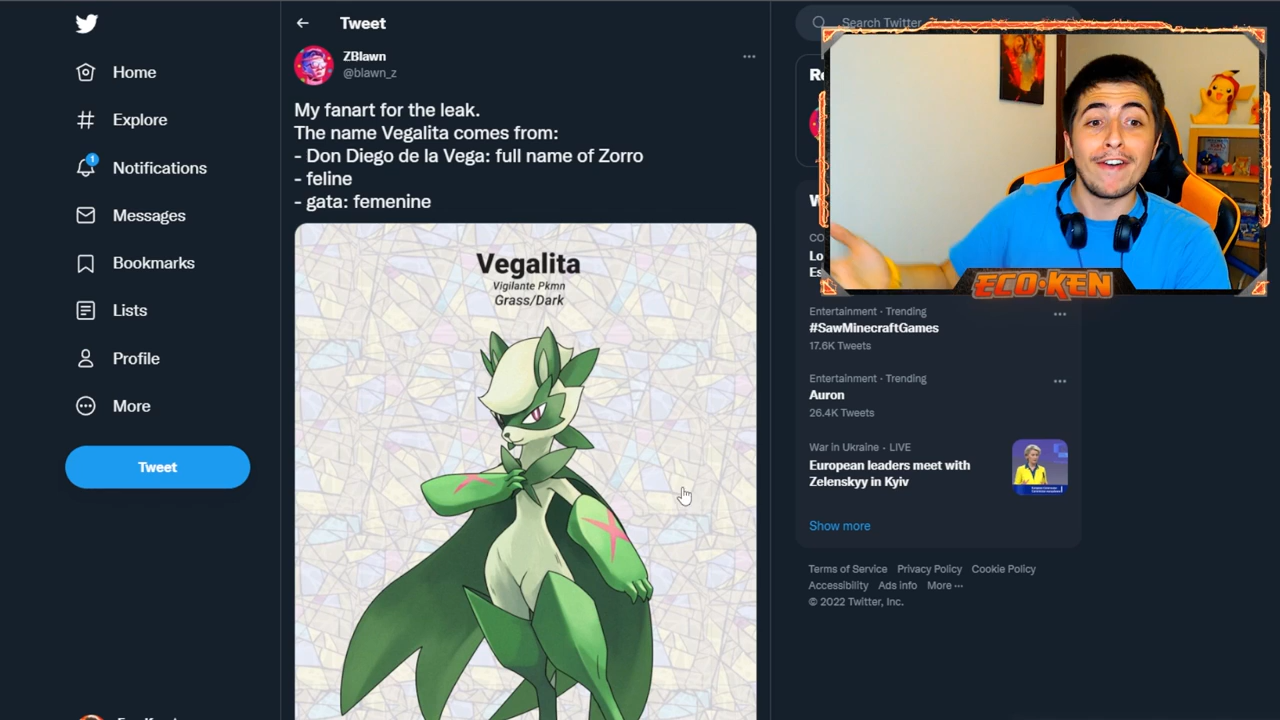 Home
Explore
1
Notifications
Messages
Bookmarks
Lists
Profile
More
Tweet
Tweet
ZBlawn
@blawn_z
My fanart for the leak.
The name Vegalita comes from:
- Don Diego de la Vega: full name of Zorro
- feline
- gata: femenine
Vegalita
Vigilante Pkmn
Grass/Dark
Search Twitter
ECO·KEN
Entertainment · Trending
#SawMinecraftGames
17.6K Tweets
Entertainment · Trending
Auron
26.4K Tweets
War in Ukraine · LIVE
European leaders meet with
Zelenskyy in Kyiv
Show more
Terms of Service Privacy Policy Cookie Policy
Accessibility Ads info More
© 2022 Twitter, Inc.